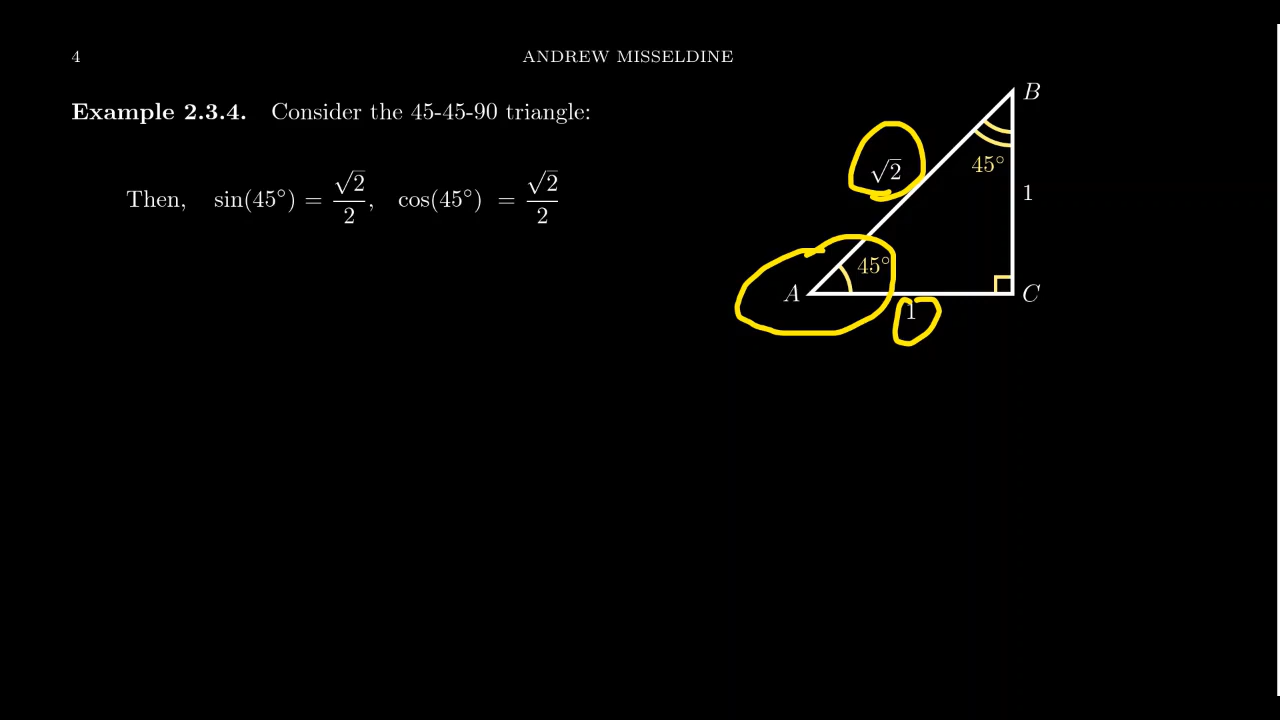 4 ANDREW MISSELDINE
Example 2.3.4. Consider the 45-45-90 triangle:
Then, sin(45°) = √2/2, cos(45°) = √2/2
B
√2
45°
1
45°
A
C
1